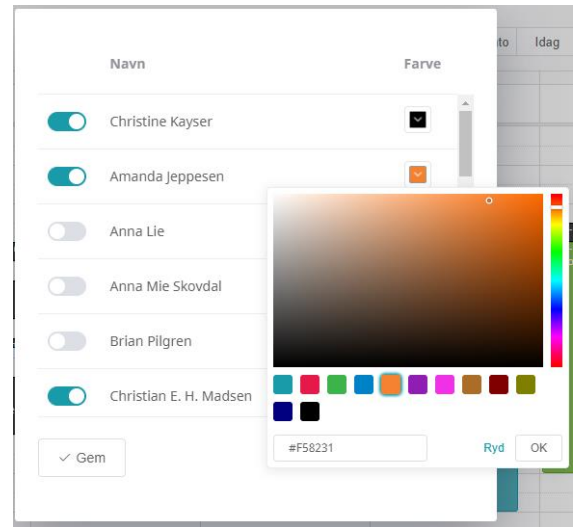 Idag
Navn Farve
Christine Kayser
Amanda Jeppesen
Anna Lie
Anna Mie Skovdal
Brian Pilgren
Christian E. H. Madsen
#F58231 Ryd OK
Gem